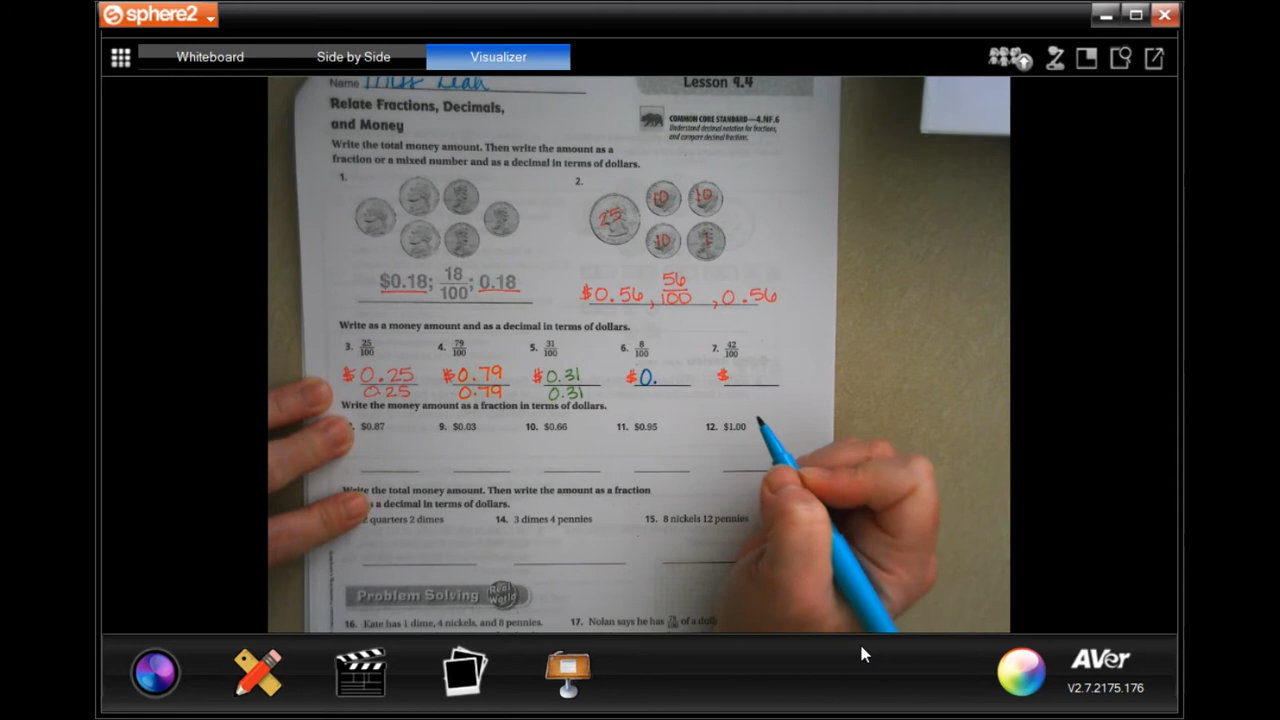 sphere2
Whiteboard Side by Side Visualizer
Name Miss Leah Lesson 9.4
Relate Fractions, Decimals,
and Money
COMMON CORE STANDARD—4.NF.6
Understand decimal notation for fractions,
and compare decimal fractions.
Write the total money amount. Then write the amount as a
fraction or a mixed number and as a decimal in terms of dollars.
1. 2.
25 10 10
10 1
$0.18; 18/100; 0.18 $0.56, 56/100, 0.56
Write as a money amount and as a decimal in terms of dollars.
3. 25/100 4. 79/100 5. 31/100 6. 8/100 7. 42/100
$0.25 $0.79 $0.31 $0. $
0.25 0.79 0.31
Write the money amount as a fraction in terms of dollars.
$0.87 9. $0.03 10. $0.66 11. $0.95 12. $1.00
Write the total money amount. Then write the amount as a fraction
as a decimal in terms of dollars.
2 quarters 2 dimes 14. 3 dimes 4 pennies 15. 8 nickels 12 pennies
Problem Solving Real World
16. Kate has 1 dime, 4 nickels, and 8 pennies. 17. Nolan says he has of a
AVer
V2.7.2175.176